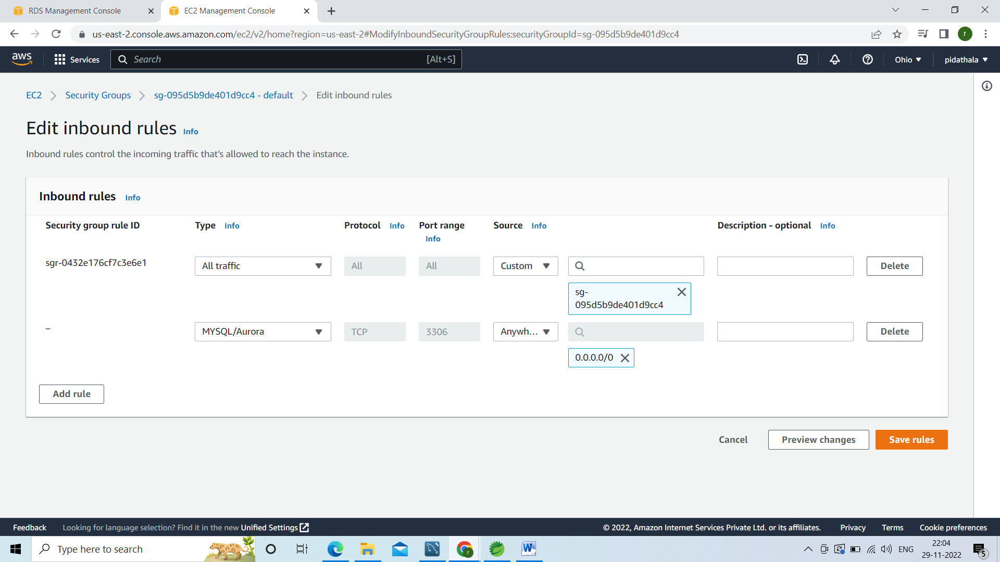 RDS Management Console
EC2 Management Console
us-east-2.console.aws.amazon.com/ec2/v2/home?region=us-east-2#ModifyInboundSecurityGroupRules:securityGroupId=sg-095d5b9de401d9cc4
r
aws
Services
Search
[Alt+S]
Ohio
pidathala
EC2
Security Groups
sg-095d5b9de401d9cc4 - default
Edit inbound rules
Edit inbound rules Info
Inbound rules control the incoming traffic that's allowed to reach the instance.
Inbound rules Info
Security group rule ID
Type Info
Protocol Info
Port range
Info
Source Info
Description - optional Info
sgr-0432e176cf7c3e6e1
All traffic
All
All
Custom
Delete
sg-
095d5b9de401d9cc4
–
MYSQL/Aurora
TCP
3306
Anywh...
Delete
0.0.0.0/0
Add rule
Cancel
Preview changes
Save rules
Feedback
Looking for language selection? Find it in the new Unified Settings
© 2022, Amazon Internet Services Private Ltd. or its affiliates.
Privacy
Terms
Cookie preferences
Type here to search
W
r
ENG
22:04
29-11-2022
5